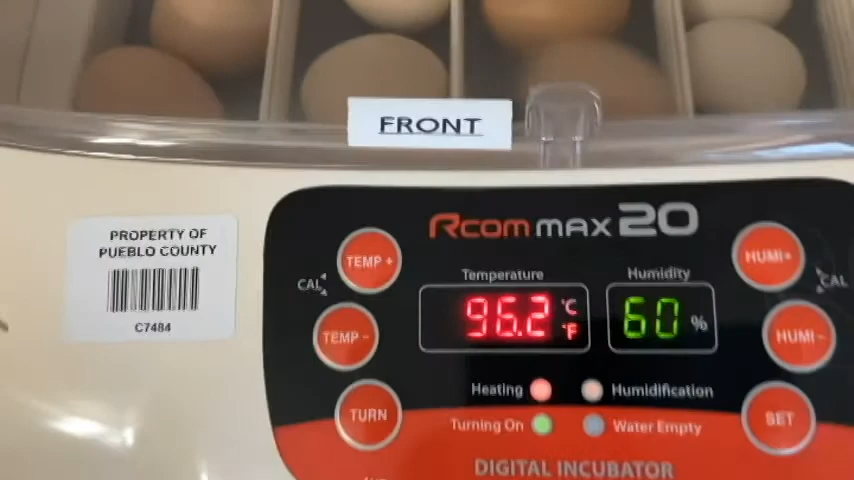 FRONT
PROPERTY OF
PUEBLO COUNTY
C7484
Rcom max 20
TEMP +
HUMI+
Temperature
Humidity
CAL
CAL
96.2 °C
°F
60 %
TEMP -
HUMI -
Heating
Humidification
TURN
SET
Turning On
Water Empty
DIGITAL INCUBATOR